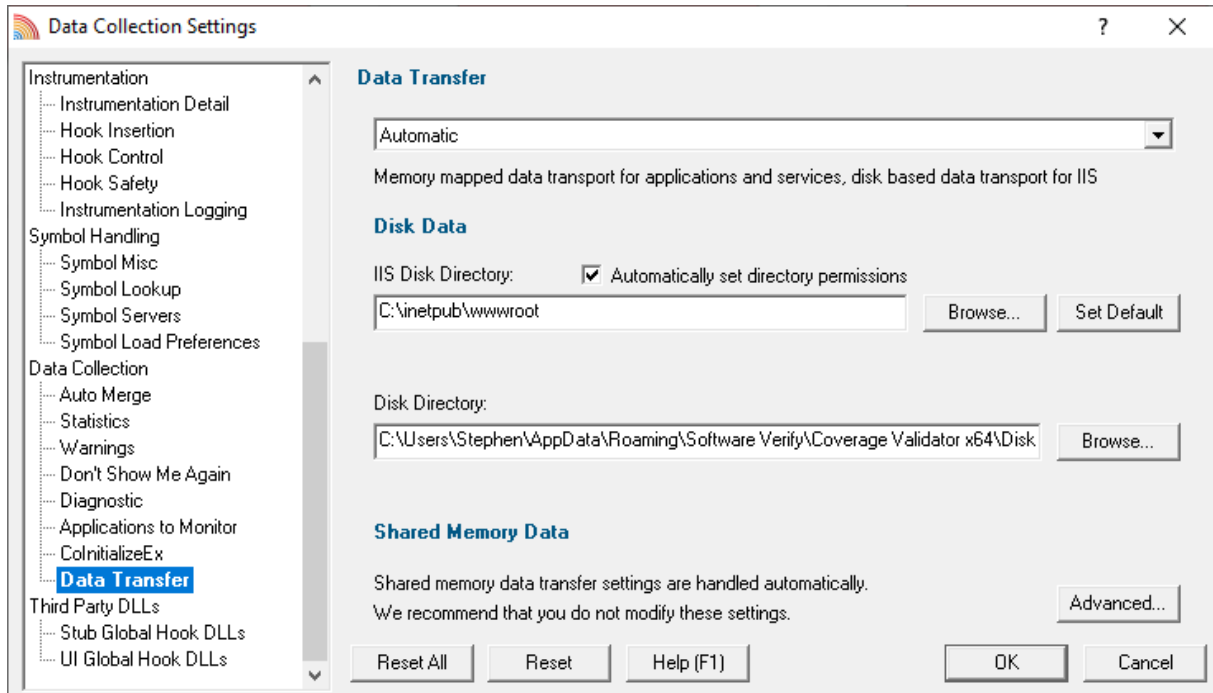 Data Collection Settings
?
Instrumentation
Instrumentation Detail
Hook Insertion
Hook Control
Hook Safety
Instrumentation Logging
Symbol Handling
Symbol Misc
Symbol Lookup
Symbol Servers
Symbol Load Preferences
Data Collection
Auto Merge
Statistics
Warnings
Don't Show Me Again
Diagnostic
Applications to Monitor
CoInitializeEx
Data Transfer
Third Party DLLs
Stub Global Hook DLLs
UI Global Hook DLLs
Data Transfer
Automatic
Memory mapped data transport for applications and services, disk based data transport for IIS
Disk Data
IIS Disk Directory: Automatically set directory permissions
C:\inetpub\wwwroot Browse... Set Default
Disk Directory:
C:\Users\Stephen\AppData\Roaming\Software Verify\Coverage Validator x64\Disk Browse...
Shared Memory Data
Shared memory data transfer settings are handled automatically.
We recommend that you do not modify these settings.
Advanced...
Reset All Reset Help (F1) OK Cancel